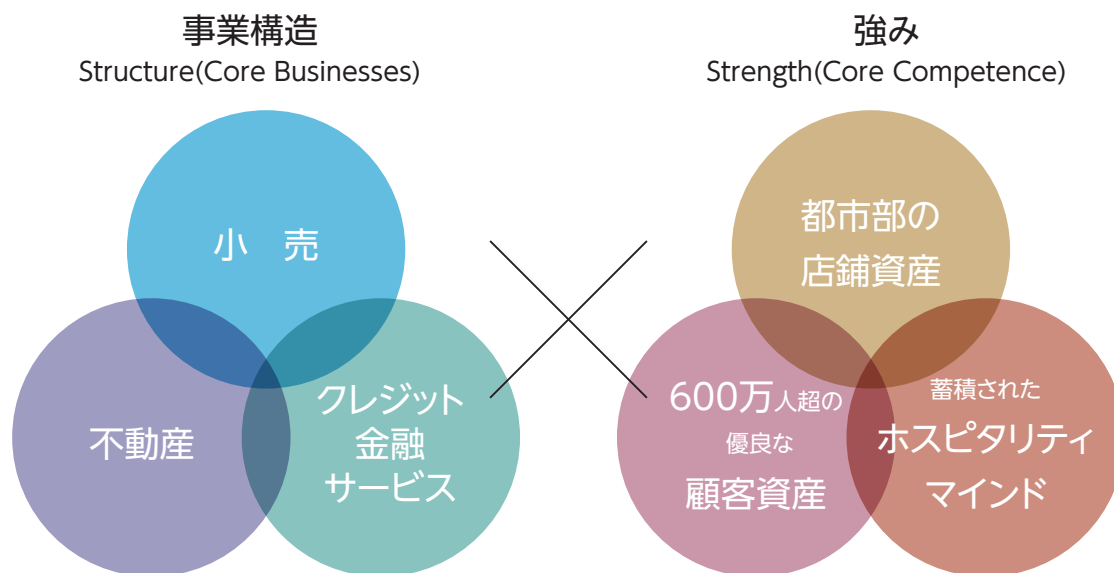 事業構造
Structure(Core Businesses)
小 売
不動産
クレジット
金融
サービス
強み
Strength(Core Competence)
都市部の
店舗資産
600万人超の
優良な
顧客資産
蓄積された
ホスピタリティ
マインド